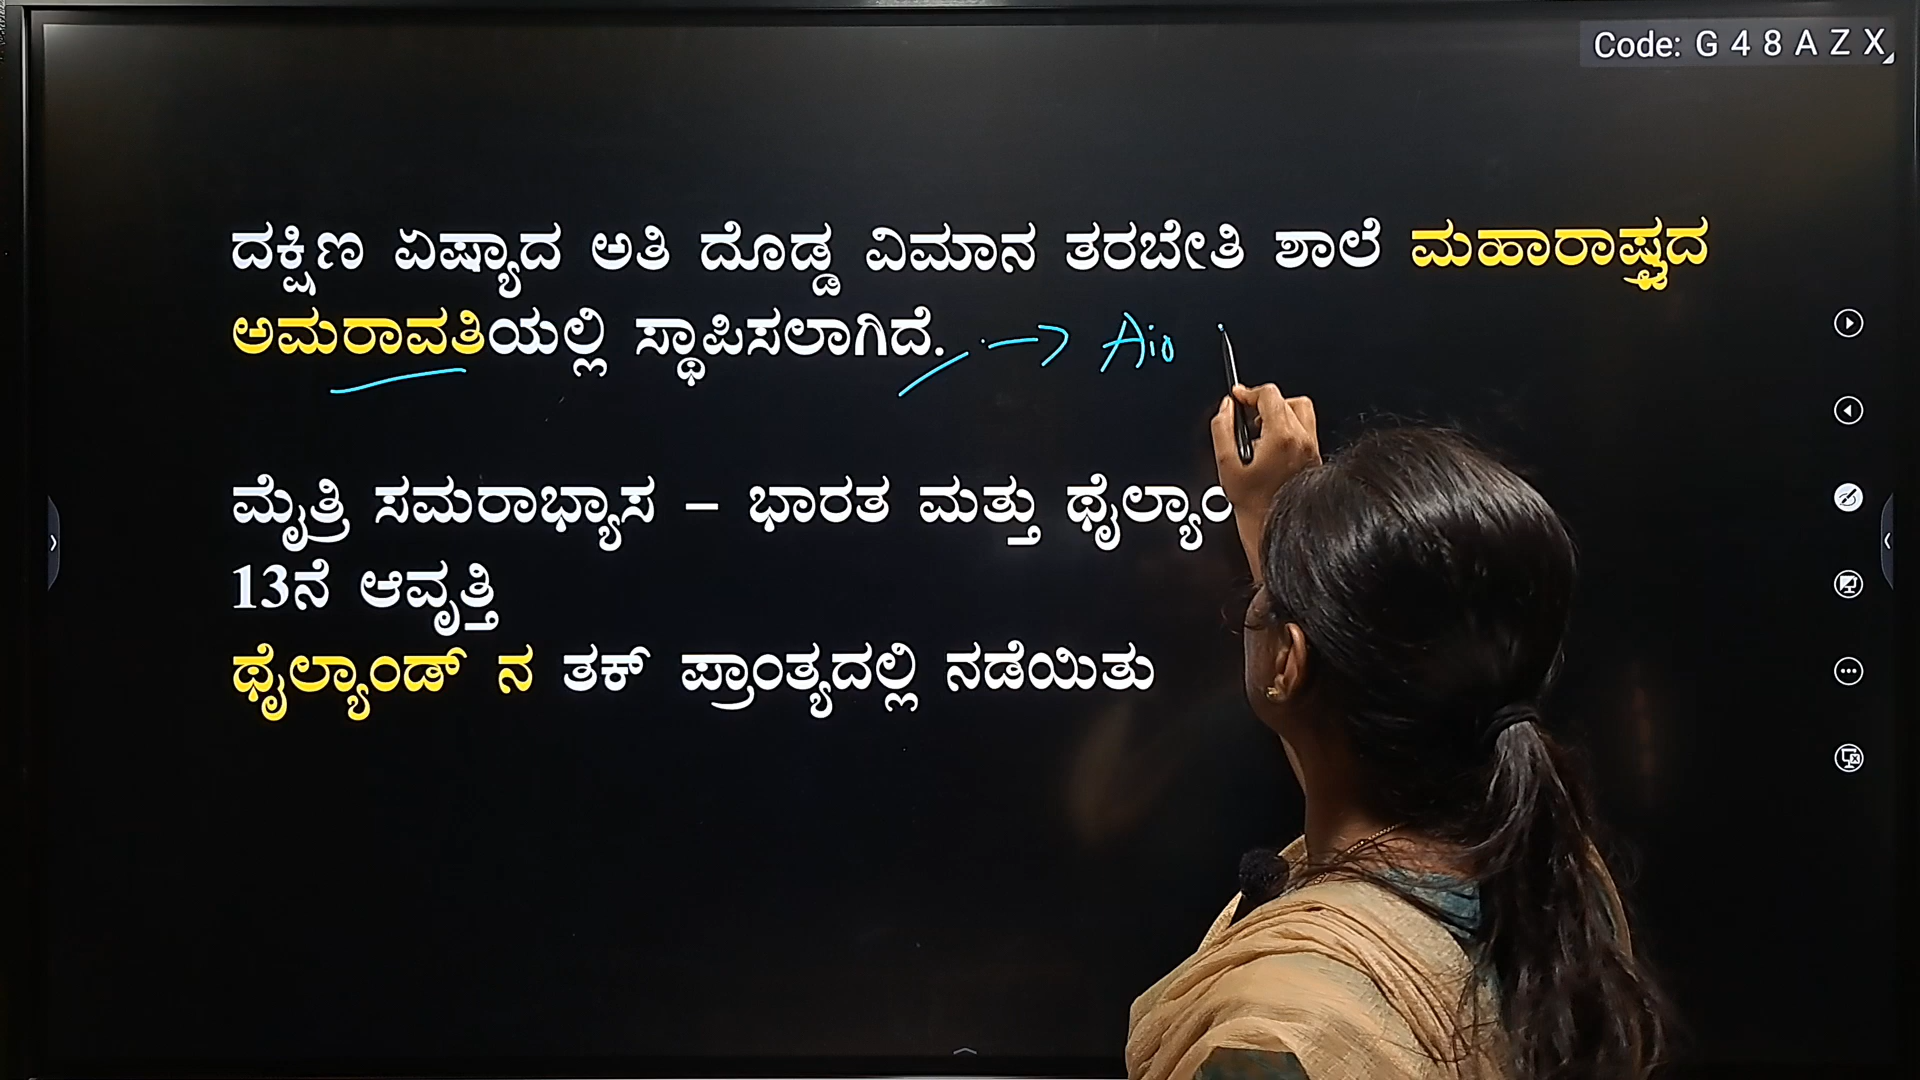 Code: G 4 8 A Z X
ದಕ್ಷಿಣ ಏಷ್ಯಾದ ಅತಿ ದೊಡ್ಡ ವಿಮಾನ ತರಬೇತಿ ಶಾಲೆ ಮಹಾರಾಷ್ಟ್ರದ
ಅಮರಾವತಿಯಲ್ಲಿ ಸ್ಥಾಪಿಸಲಾಗಿದೆ. → Air
ಮೈತ್ರಿ ಸಮರಾಭ್ಯಾಸ – ಭಾರತ ಮತ್ತು
13ನೆ ಆವೃತ್ತಿ
ಥೈಲ್ಯಾಂಡ್ ನ ತಕ್ ಪ್ರಾಂತ್ಯದಲ್ಲಿ ನಡೆಯಿತು